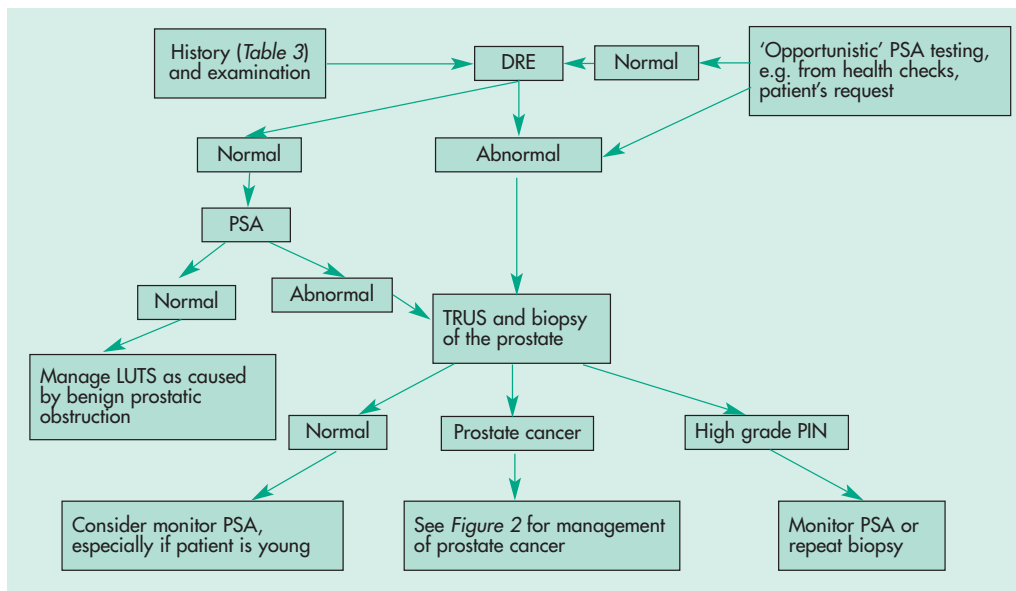 History (Table 3)
and examination
DRE
Normal
‘Opportunistic’ PSA testing,
e.g. from health checks,
patient’s request
Normal
Abnormal
PSA
Normal
Abnormal
TRUS and biopsy
of the prostate
Manage LUTS as caused
by benign prostatic
obstruction
Normal
Prostate cancer
High grade PIN
Consider monitor PSA,
especially if patient is young
See Figure 2 for management
of prostate cancer
Monitor PSA or
repeat biopsy